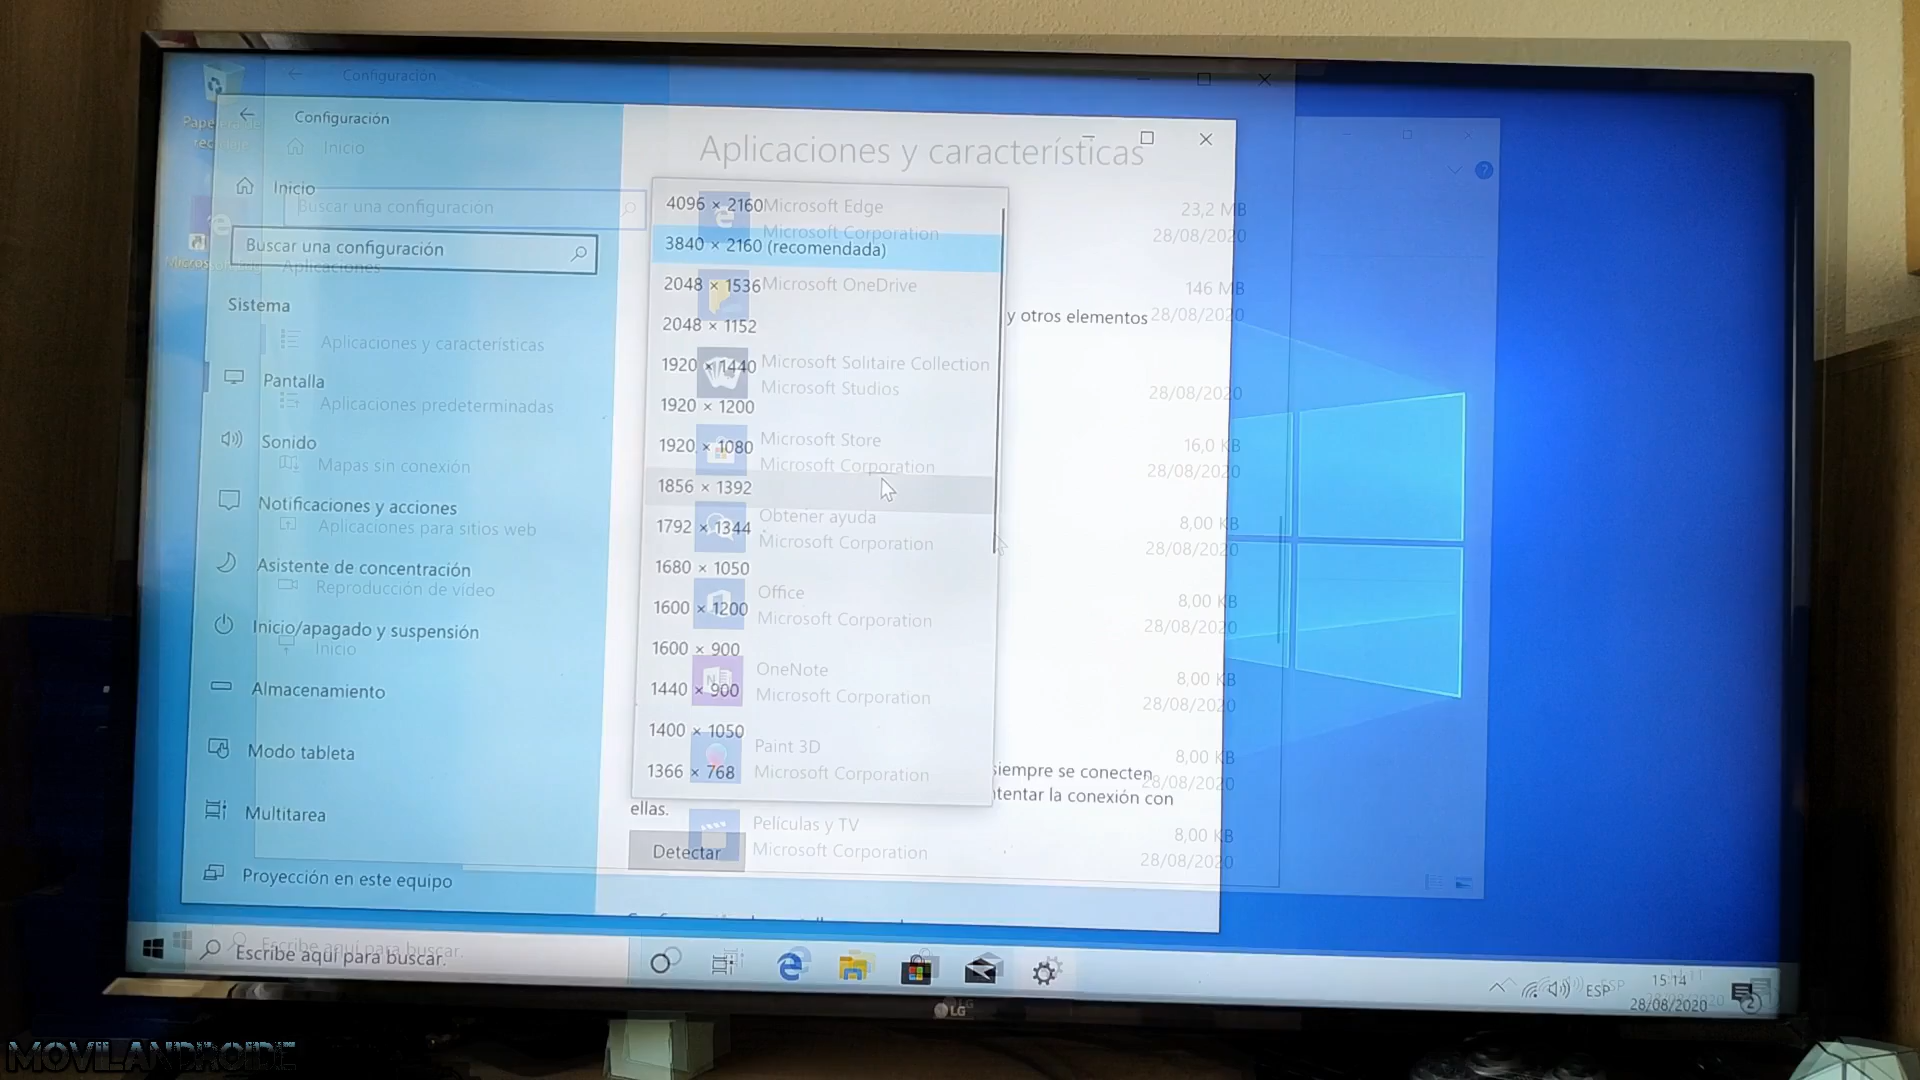 Configuración
Inicio
Buscar una configuración
Aplicaciones
Aplicaciones y características
Aplicaciones predeterminadas
Mapas sin conexión
Aplicaciones para sitios web
Reproducción de vídeo
Inicio
Configuración
Inicio
Buscar una configuración
Sistema
Pantalla
Sonido
Notificaciones y acciones
Asistente de concentración
Inicio/apagado y suspensión
Almacenamiento
Modo tableta
Multitarea
Proyección en este equipo
Aplicaciones y características
4096 × 2160
3840 × 2160 (recomendada)
2048 × 1536
2048 × 1152
1920 × 1440
1920 × 1200
1920 × 1080
1856 × 1392
1792 × 1344
1680 × 1050
1600 × 1200
1600 × 900
1440 × 900
1400 × 1050
1366 × 768
y otros elementos
siempre se conecten
la conexión con
ellas.
Detectar
Microsoft Edge
Microsoft Corporation
23,2 MB
28/08/2020
Microsoft OneDrive
146 MB
28/08/2020
Microsoft Solitaire Collection
Microsoft Studios
28/08/2020
Microsoft Store
Microsoft Corporation
16,0 KB
28/08/2020
Obtener ayuda
Microsoft Corporation
8,00 KB
28/08/2020
Office
Microsoft Corporation
8,00 KB
28/08/2020
OneNote
Microsoft Corporation
8,00 KB
28/08/2020
Paint 3D
Microsoft Corporation
8,00 KB
28/08/2020
Películas y TV
Microsoft Corporation
8,00 KB
28/08/2020
Escribe aquí para buscar.
Escribe aquí para buscar.
ESP
15:14
28/08/2020
2
LG
MOVILANDROIDE